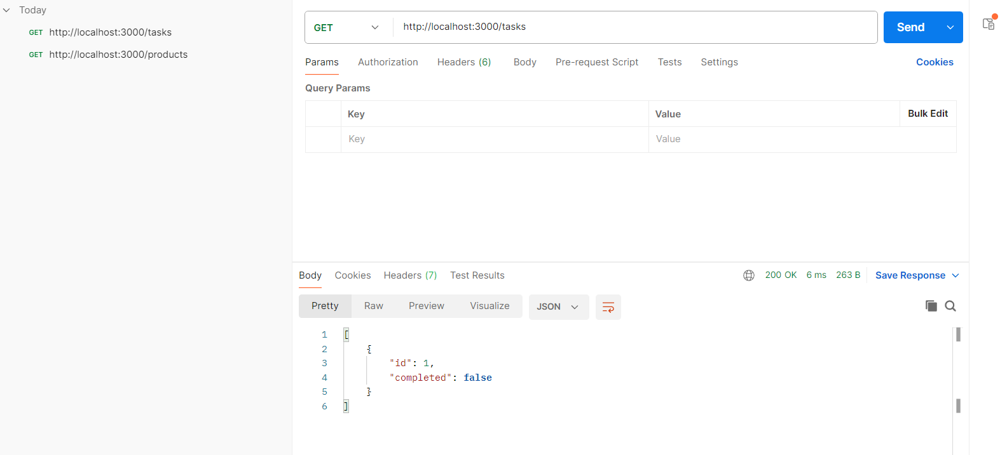 Today
GET http://localhost:3000/tasks
GET http://localhost:3000/products
GET http://localhost:3000/tasks Send
Params Authorization Headers (6) Body Pre-request Script Tests Settings Cookies
Query Params
Key Value Bulk Edit
Key Value
Body Cookies Headers (7) Test Results 200 OK 6 ms 263 B Save Response
Pretty Raw Preview Visualize JSON
1 [
2 {
3 "id": 1,
4 "completed": false
5 }
6 ]